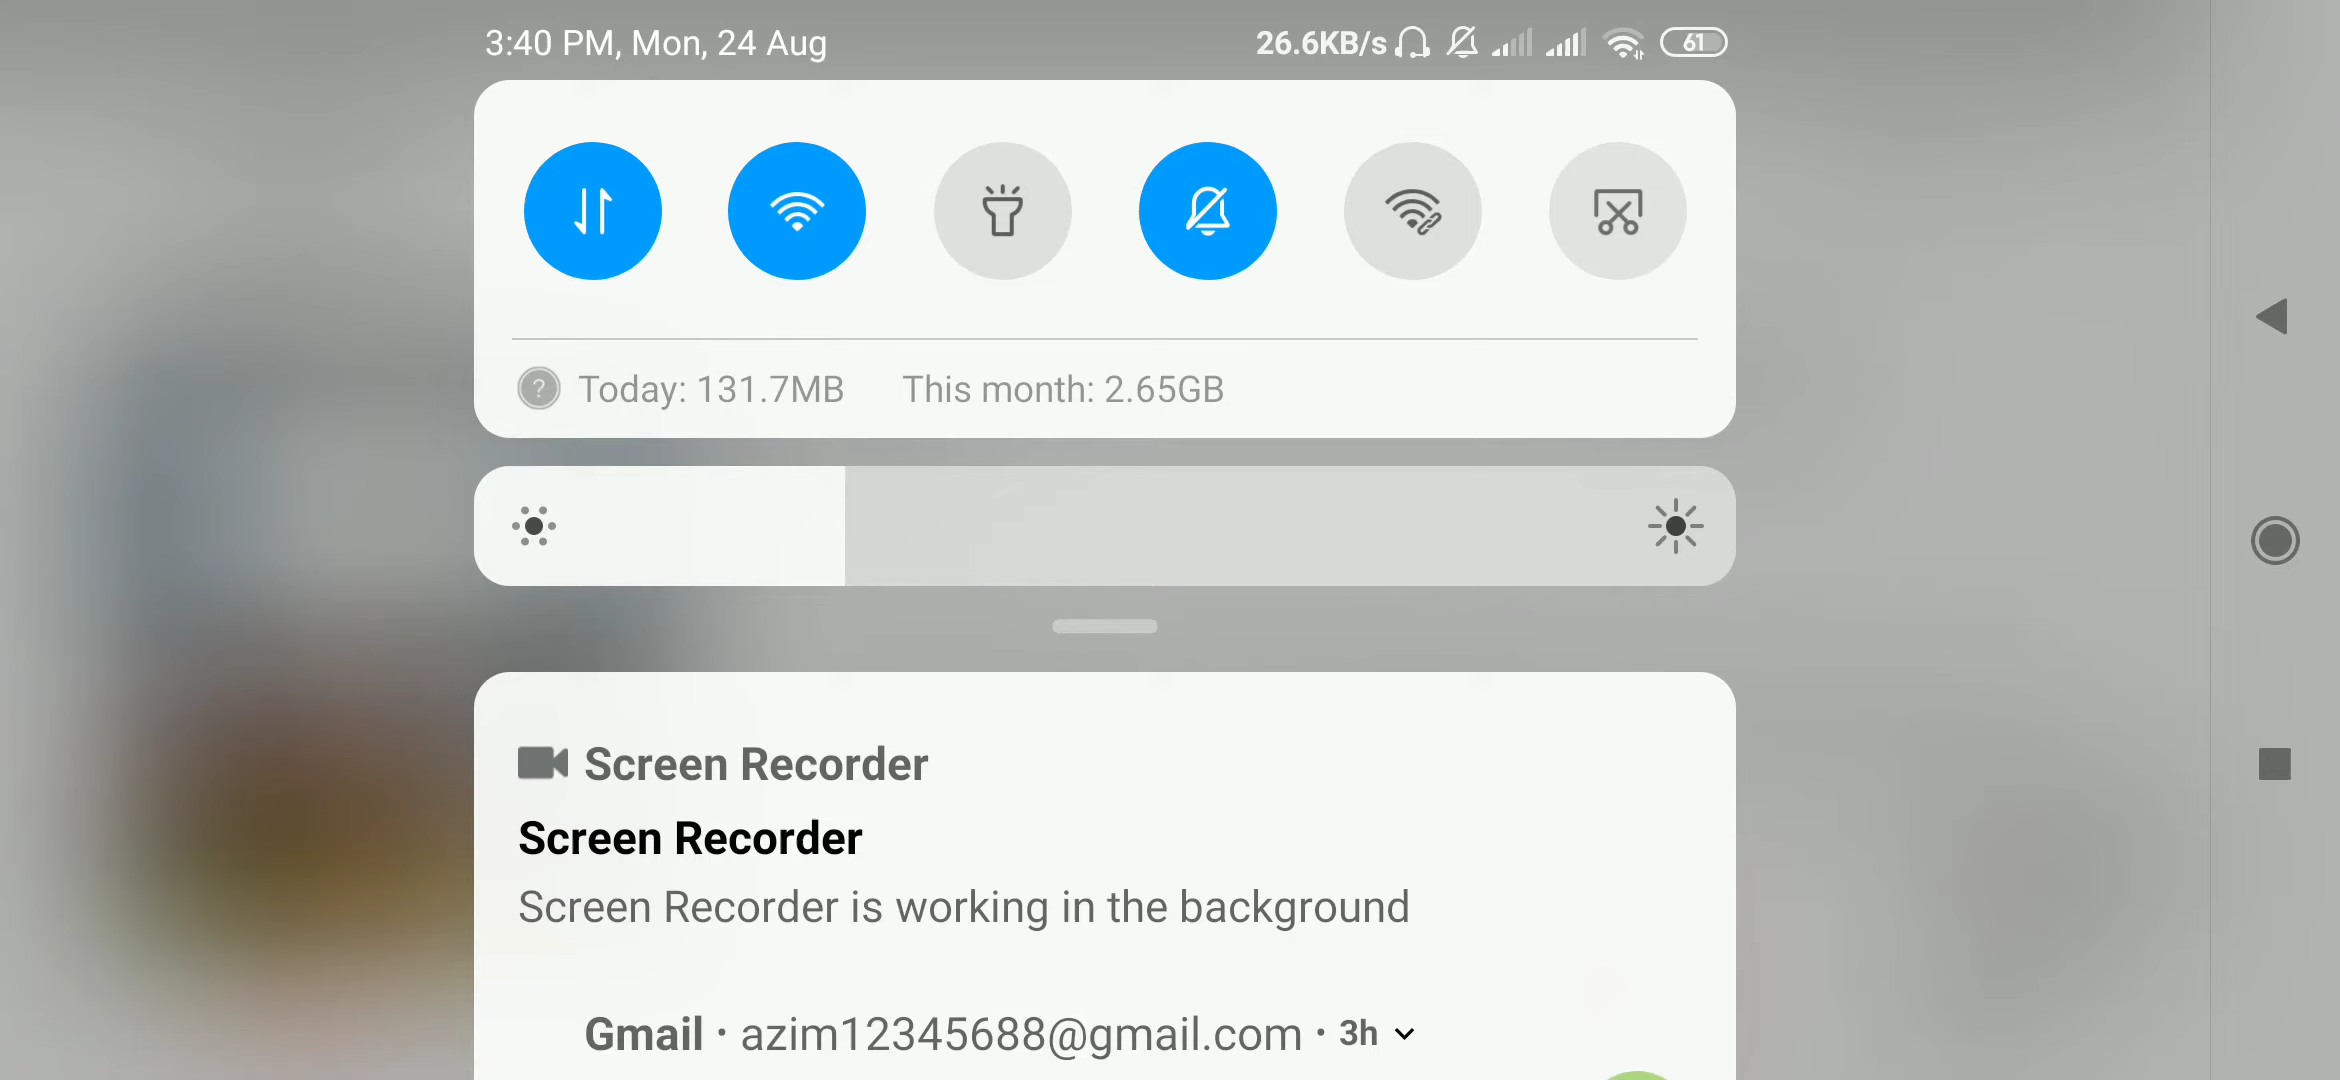 3:40 PM, Mon, 24 Aug 26.6KB/s 61
? Today: 131.7MB This month: 2.65GB
Screen Recorder
Screen Recorder
Screen Recorder is working in the background
Gmail • azim12345688@gmail.com • 3h